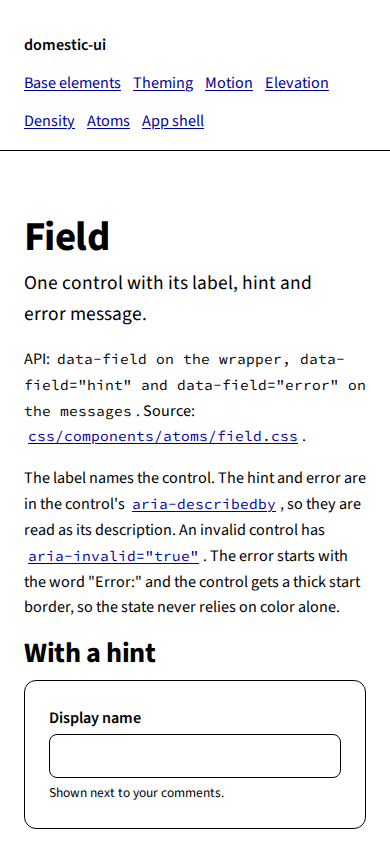 domestic-ui
Base elements Theming Motion Elevation
Density Atoms App shell
Field
One control with its label, hint and
error message.
API: data-field on the wrapper, data-
field="hint" and data-field="error" on
the messages. Source:
css/components/atoms/field.css.
The label names the control. The hint and error are
in the control's aria-describedby, so they are
read as its description. An invalid control has
aria-invalid="true". The error starts with
the word "Error:" and the control gets a thick start
border, so the state never relies on color alone.
With a hint
Display name
Shown next to your comments.